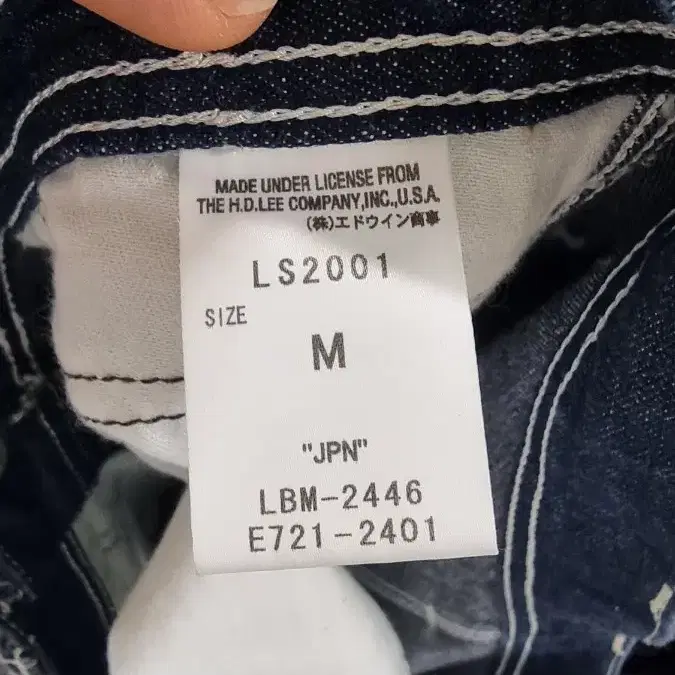 MADE UNDER LICENSE FROM
THE H.D.LEE COMPANY,INC.,U.S.A.
(株)エドウイン商事
LS2001
SIZE
M
"JPN"
LBM-2446
E721-2401